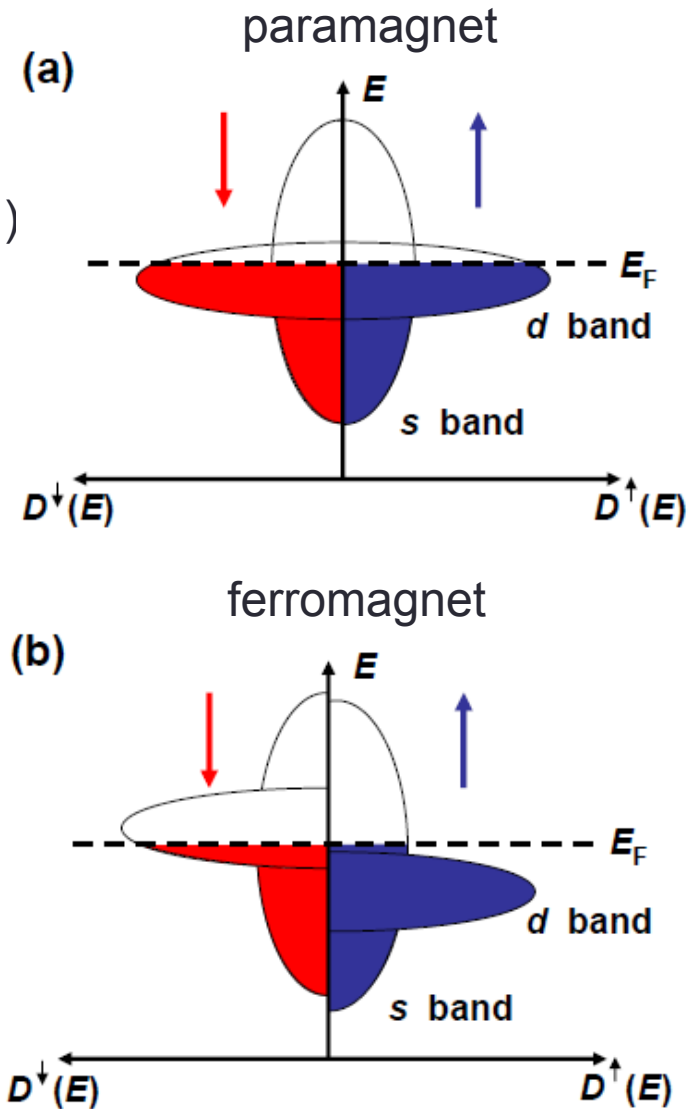 paramagnet
(a)
E
)
E_F
d band
s band
D↓(E)
D↑(E)
ferromagnet
(b)
E
E_F
d band
s band
D↓(E)
D↑(E)